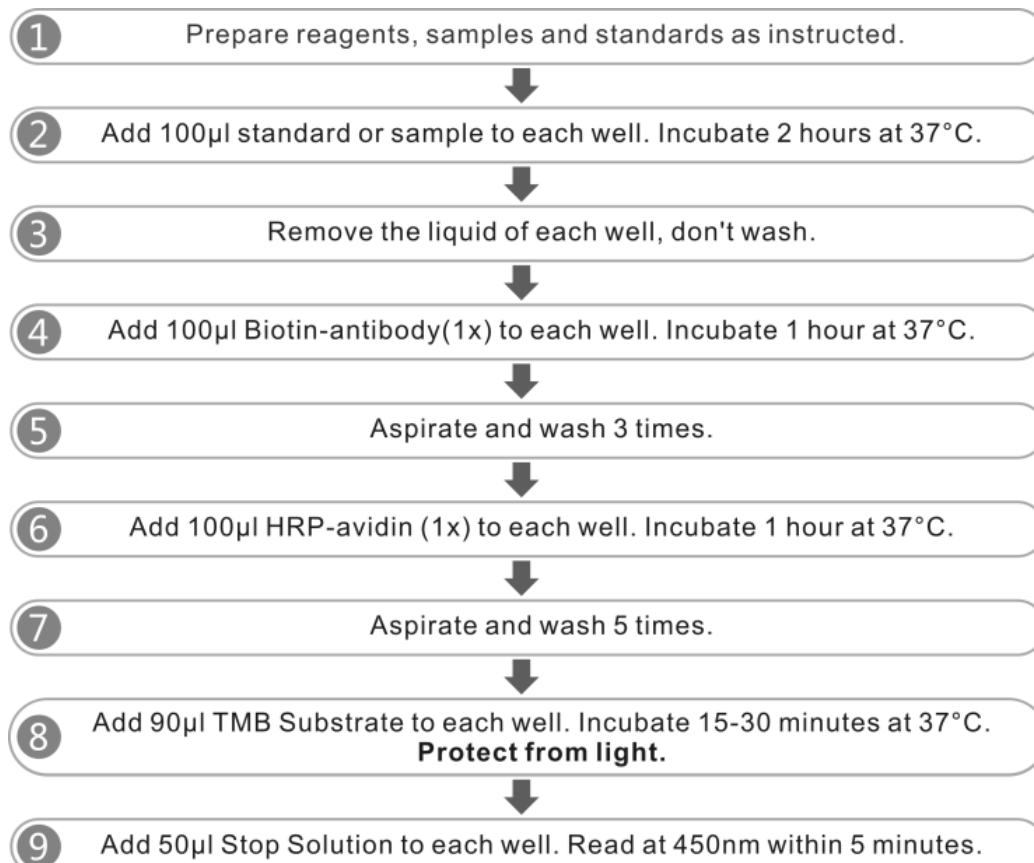 1 Prepare reagents, samples and standards as instructed.
2 Add 100µl standard or sample to each well. Incubate 2 hours at 37°C.
3 Remove the liquid of each well, don't wash.
4 Add 100µl Biotin-antibody(1x) to each well. Incubate 1 hour at 37°C.
5 Aspirate and wash 3 times.
6 Add 100µl HRP-avidin (1x) to each well. Incubate 1 hour at 37°C.
7 Aspirate and wash 5 times.
8 Add 90µl TMB Substrate to each well. Incubate 15-30 minutes at 37°C.
Protect from light.
9 Add 50µl Stop Solution to each well. Read at 450nm within 5 minutes.